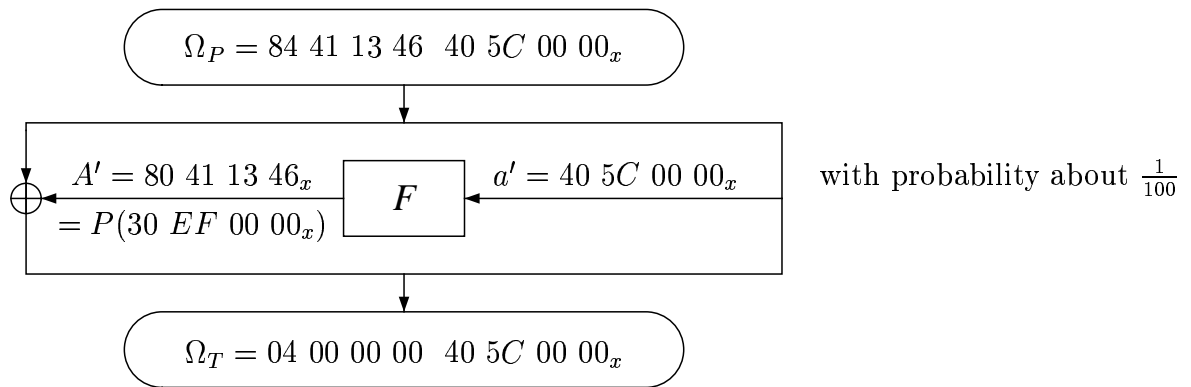 Ω_P = 84 41 13 46 40 5C 00 00_x
A′ = 80 41 13 46_x
= P(30 EF 00 00_x)
F
a′ = 40 5C 00 00_x
with probability about 1/100
Ω_T = 04 00 00 00 40 5C 00 00_x